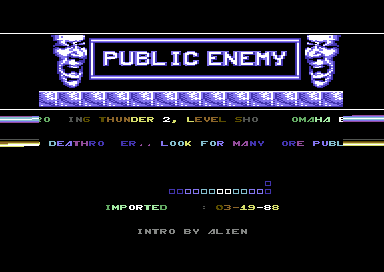 PUBLIC ENEMY
ING THUNDER 2, LEVEL SHO OMAHA
DEATHRO ER.. LOOK FOR MANY ORE PUBL
IMPORTED : 03-19-88
INTRO BY ALIEN